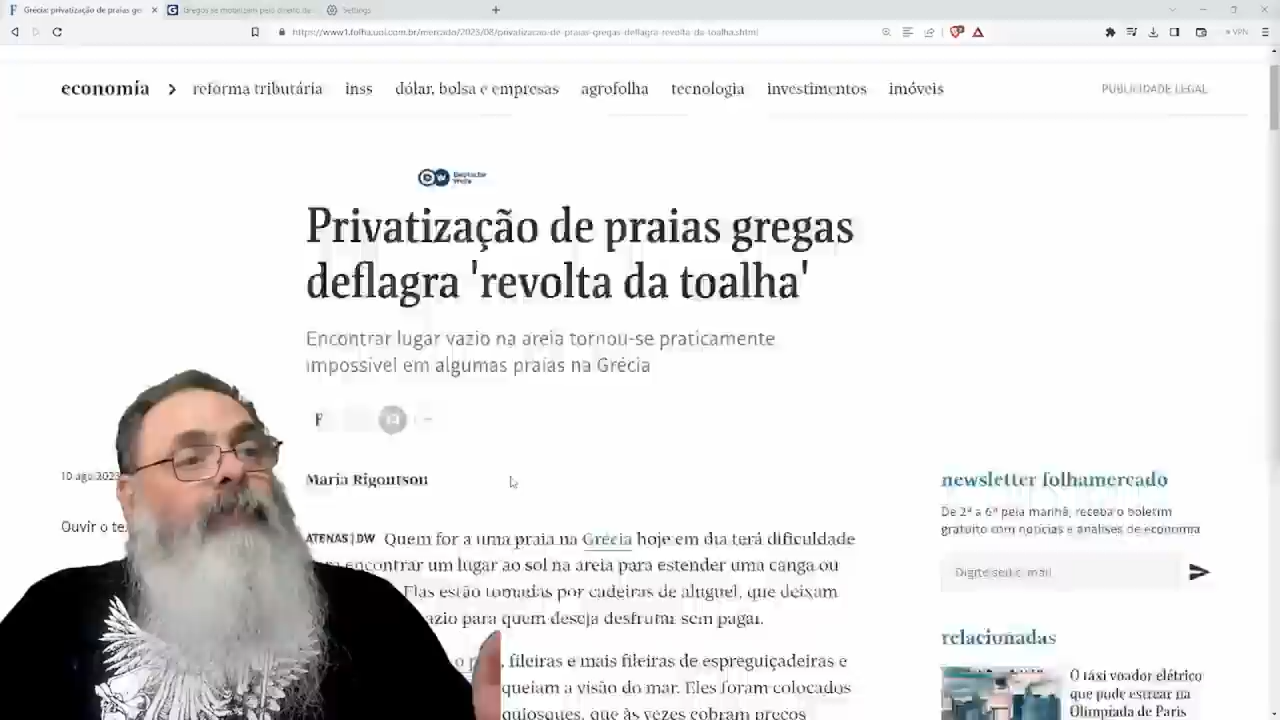 Grécia: privatização de praias gre
Gregos se mobilizam pelo direito da
Settings
https://www1.folha.uol.com.br/mercado/2023/08/privatizacao-de-praias-gregas-deflagra-revolta-da-toalha.shtml
VPN
economia
reforma tributária
inss
dólar, bolsa e empresas
agrofolha
tecnologia
investimentos
imóveis
PUBLICIDADE LEGAL
Deutsche
Welle
Privatização de praias gregas
deflagra 'revolta da toalha'
Encontrar lugar vazio na areia tornou-se praticamente
impossível em algumas praias na Grécia
10 ago 2023
Ouvir o te
Maria Rigoutsou
ATENAS | DW Quem for a uma praia na Grécia hoje em dia terá dificuldade
encontrar um lugar ao sol na areia para estender uma canga ou
Elas estão tomadas por cadeiras de aluguel, que deixam
azio para quem deseja desfrutar sem pagar.
, fileiras e mais fileiras de espreguiçadeiras e
queiam a visão do mar. Eles foram colocados
quiosques, que às vezes cobram preços
newsletter folhamercado
De 2ª a 6ª pela manhã, receba o boletim
gratuito com notícias e análises de economia
Digite seu e-mail
relacionadas
O táxi voador elétrico
que pode estrear na
Olimpíada de Paris